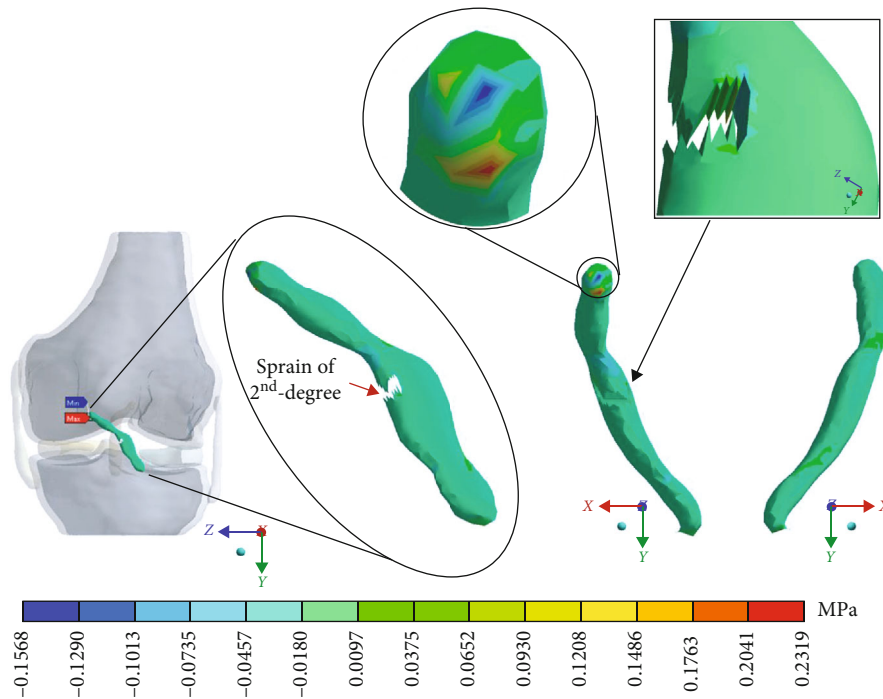 Z
Y
Min
Max
Sprain of
2nd-degree
Z
X
Y
X
Z
Y
Z
X
Y
MPa
−0.1568
−0.1290
−0.1013
−0.0735
−0.0457
−0.0180
0.0097
0.0375
0.0652
0.0930
0.1208
0.1486
0.1763
0.2041
0.2319